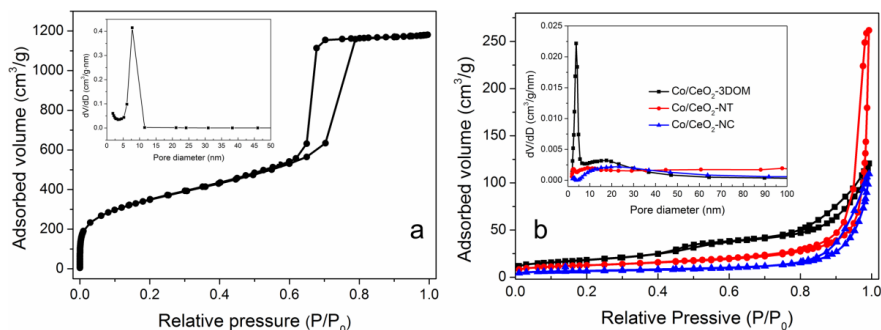 a
Adsorbed volume (cm³/g)
1200
1000
800
600
400
200
0
0.0 0.2 0.4 0.6 0.8 1.0
Relative pressure (P/P₀)
dV/dD (cm³/g·nm)
0.4
0.3
0.2
0.1
0.0
0 5 10 15 20 25 30 35 40 45 50
Pore diameter (nm)
b
Adsorbed volume (cm³/g)
250
200
150
100
50
0
0.0 0.2 0.4 0.6 0.8 1.0
Relative Pressive (P/P₀)
dV/dD (cm³/g/nm)
0.025
0.020
0.015
0.010
0.005
0.000
0 10 20 30 40 50 60 70 80 90 100
Pore diameter (nm)
Co/CeO₂-3DOM
Co/CeO₂-NT
Co/CeO₂-NC